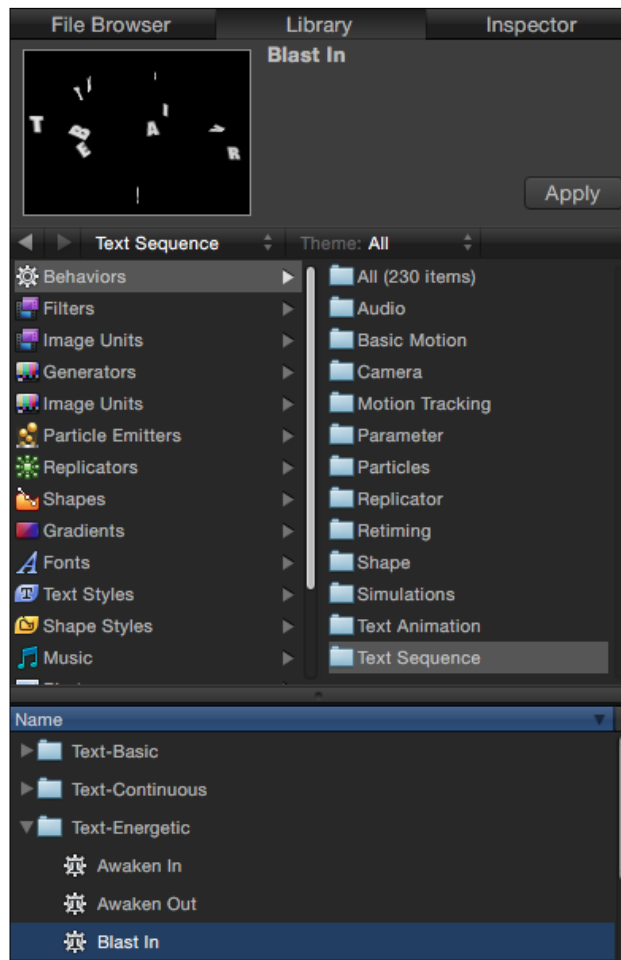 File Browser Library Inspector
Blast In
T B E A I R !
Apply
Text Sequence Theme: All
Behaviors All (230 items)
Filters Audio
Image Units Basic Motion
Generators Camera
Image Units Motion Tracking
Particle Emitters Parameter
Replicators Particles
Shapes Replicator
Gradients Retiming
Fonts Shape
Text Styles Simulations
Shape Styles Text Animation
Music Text Sequence
Name
Text-Basic
Text-Continuous
Text-Energetic
Awaken In
Awaken Out
Blast In